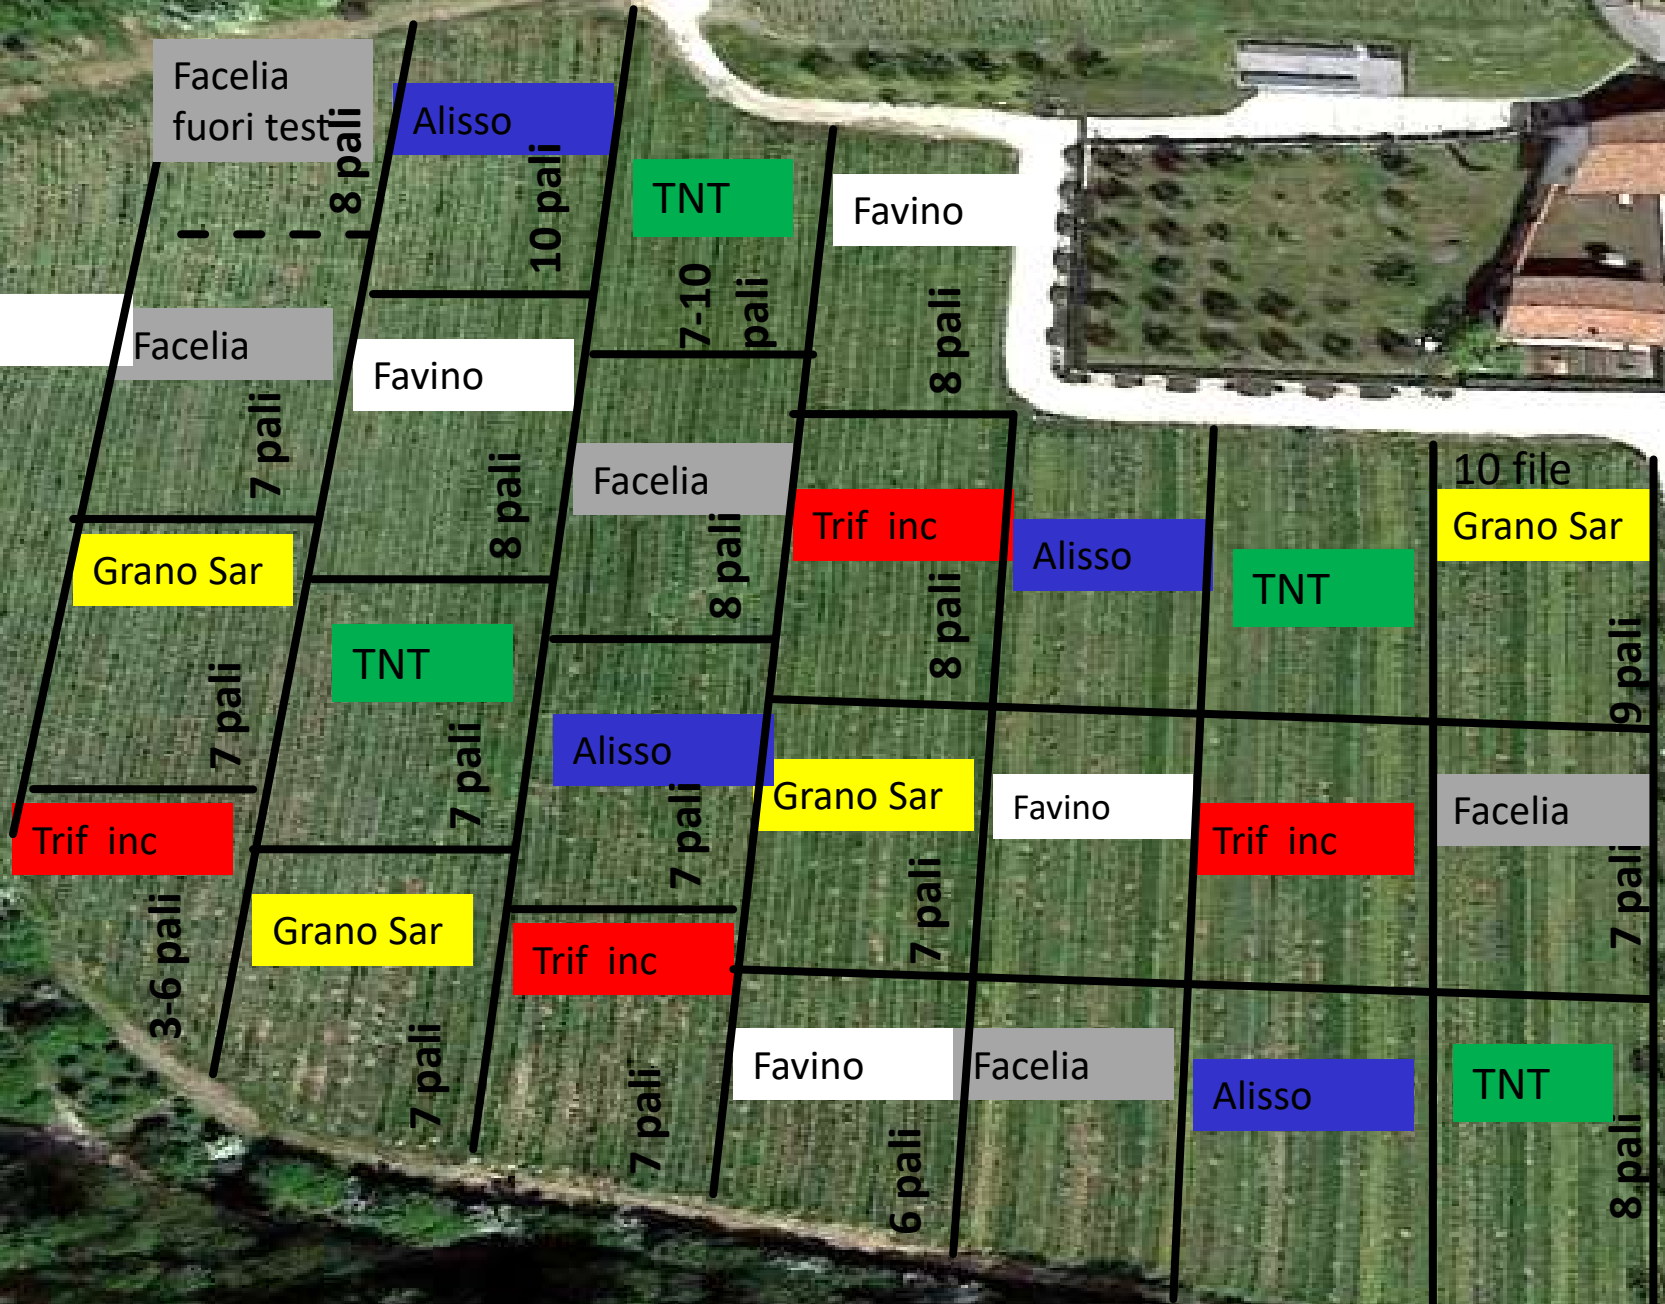 Facelia
fuori test
8 pali
Alisso
10 pali
TNT
7-10
pali
Favino
8 pali
Facelia
7 pali
Favino
8 pali
Facelia
8 pali
Trif inc
8 pali
Alisso
TNT
10 file
Grano Sar
9 pali
Grano Sar
7 pali
TNT
7 pali
Alisso
7 pali
Grano Sar
7 pali
Favino
Trif inc
Facelia
7 pali
Trif inc
3-6 pali
Grano Sar
7 pali
Trif inc
7 pali
Favino
6 pali
Facelia
Alisso
TNT
8 pali